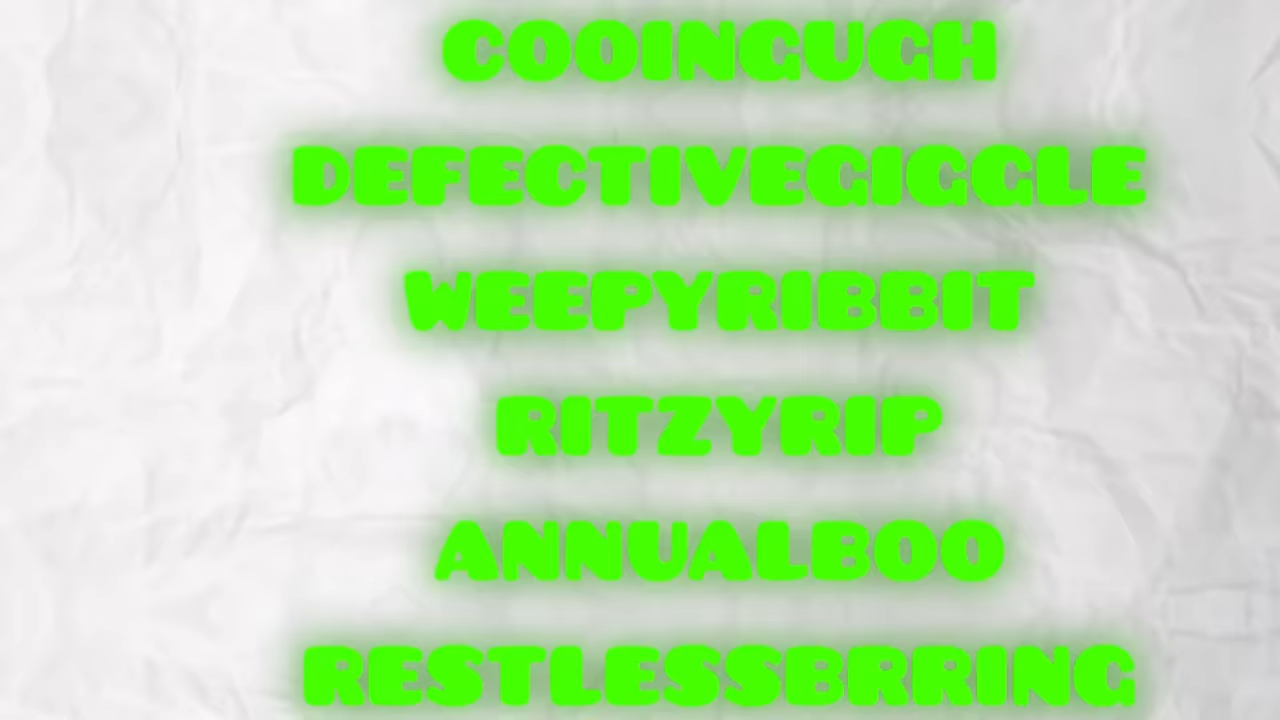 COOINGUGH
DEFECTIVEGIGGLE
WEEPYRIBBIT
RITZYRIP
ANNUALBOO
RESTLESSBRRING